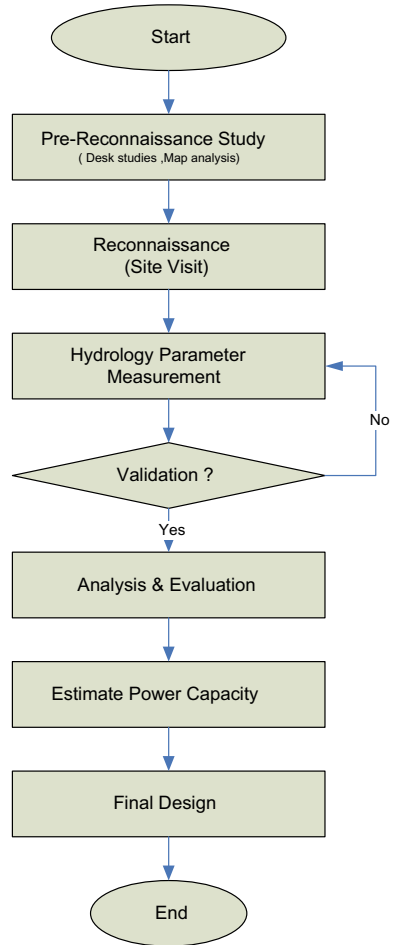 Start
Pre-Reconnaissance Study
( Desk studies ,Map analysis)
Reconnaissance
(Site Visit)
Hydrology Parameter
Measurement
No
Validation ?
Yes
Analysis & Evaluation
Estimate Power Capacity
Final Design
End